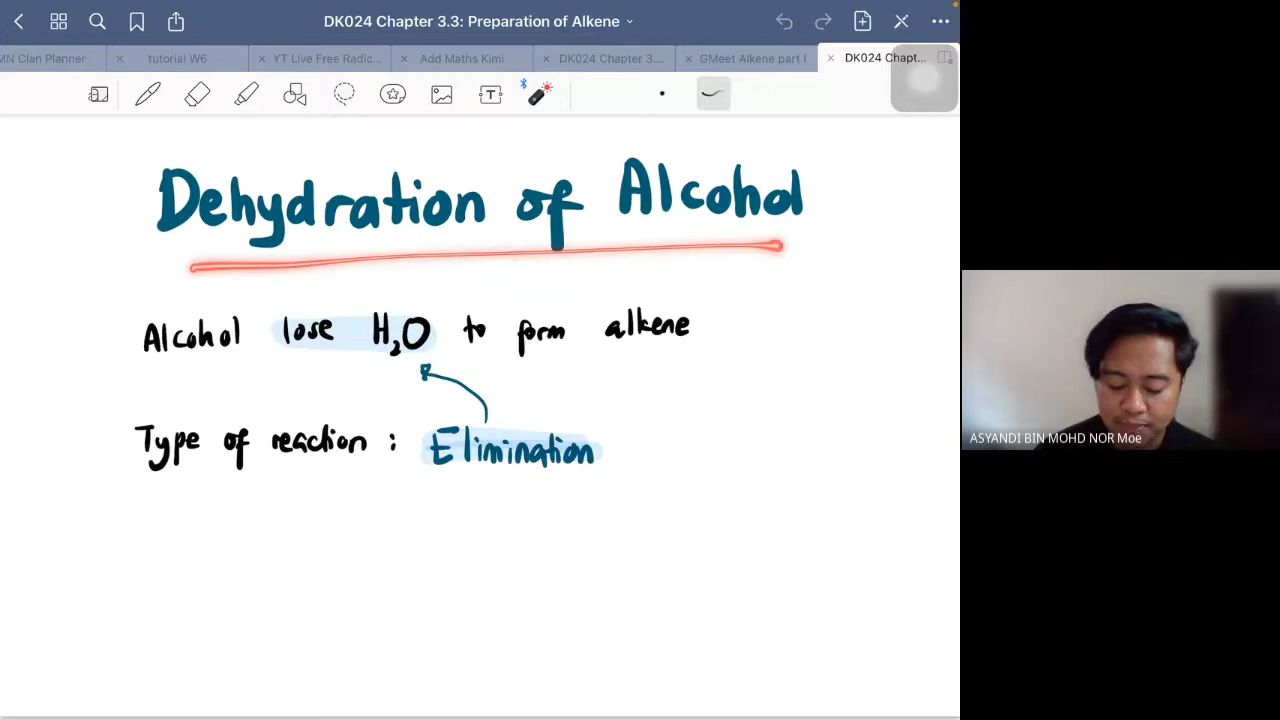 DK024 Chapter 3.3: Preparation of Alkene
MN Clan Planner
tutorial W6
YT Live Free Radic...
Add Maths Kimi
DK024 Chapter 3....
GMeet Alkene part I
DK024 Chapt...
T
Dehydration of Alcohol
Alcohol lose H₂O to form alkene
Type of reaction : Elimination
ASYANDI BIN MOHD NOR Moe